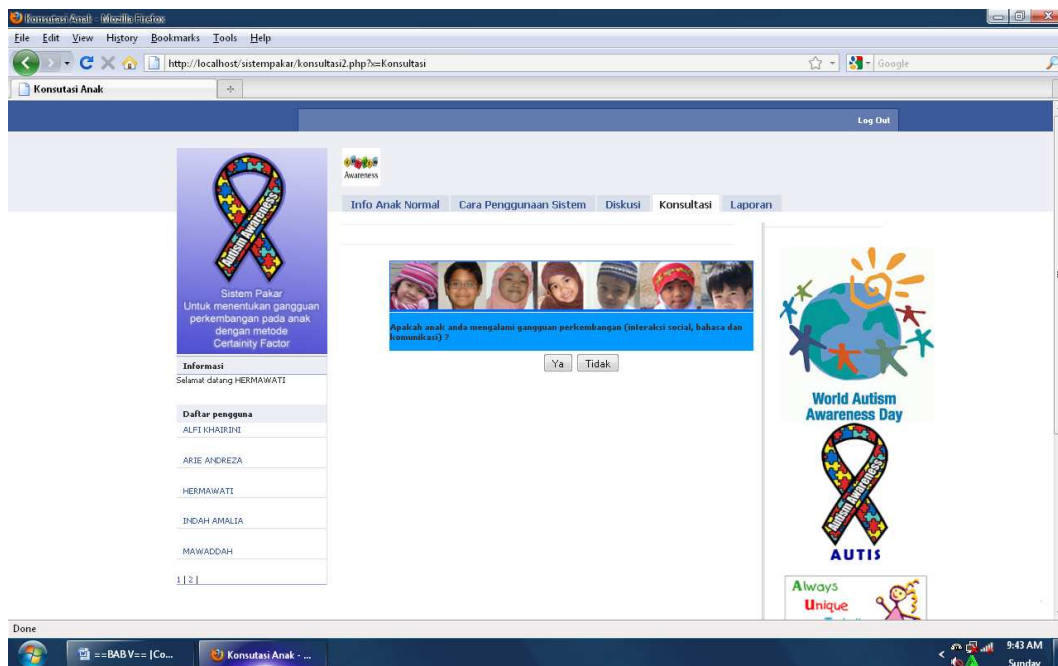 Konsutasi Anak - Mozilla Firefox
File Edit View History Bookmarks Tools Help
http://localhost/sistempakar/konsultasi2.php?x=Konsultasi
Google
Konsutasi Anak
Log Out
Autism Awareness
Sistem Pakar
Untuk menentukan gangguan
perkembangan pada anak
dengan metode
Certainity Factor
Informasi
Selamat datang HERMAWATI
Daftar pengguna
ALFI KHAIRINI
ARIE ANDREZA
HERMAWATI
INDAH AMALIA
MAWADDAH
1 | 2 |
Awareness
Info Anak Normal Cara Penggunaan Sistem Diskusi Konsultasi Laporan
Apakah anak anda mengalami gangguan perkembangan (interaksi social, bahasa dan
komunikasi) ?
Ya Tidak
World Autism
Awareness Day
Autism Awareness
AUTIS
Always
Unique
Done
==BAB V== [Co...
Konsutasi Anak - ...
9:43 AM
Sunday